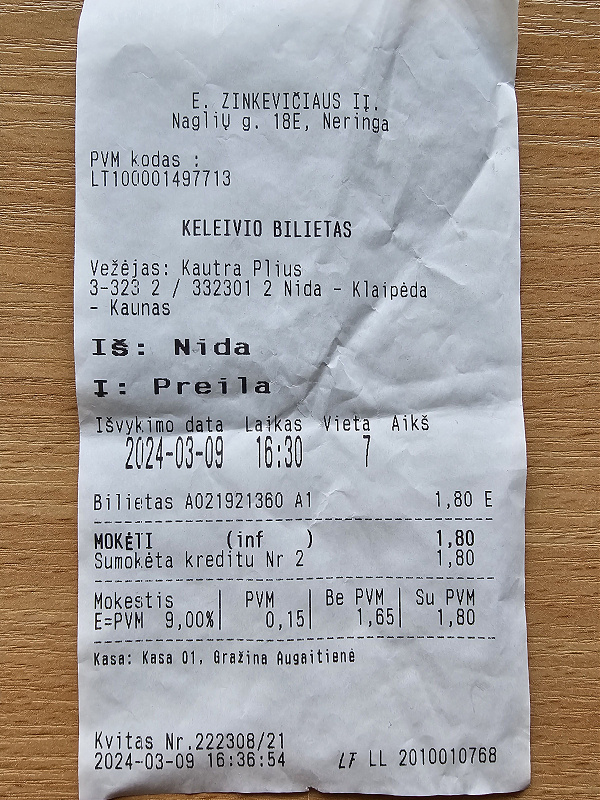 E. ZINKEVIČIAUS IĮ.
Naglių g. 18E, Neringa
PVM kodas :
LT100001497713
KELEIVIO BILIETAS
Vežėjas: Kautra Plius
3-323 2 / 332301 2 Nida - Klaipėda
- Kaunas
Iš: Nida
Į: Preila
Išvykimo data Laikas Vieta Aikš
2024-03-09 16:30 7
Bilietas A021921360 A1 1,80 E
MOKĖTI (inf ) 1,80
Sumokėta kreditu Nr 2 1,80
Mokestis | PVM | Be PVM | Su PVM
E=PVM 9,00%| 0,15| 1,65| 1,80
Kasa: Kasa 01, Gražina Augaitienė
Kvitas Nr.222308/21
2024-03-09 16:36:54 LF LL 2010010768